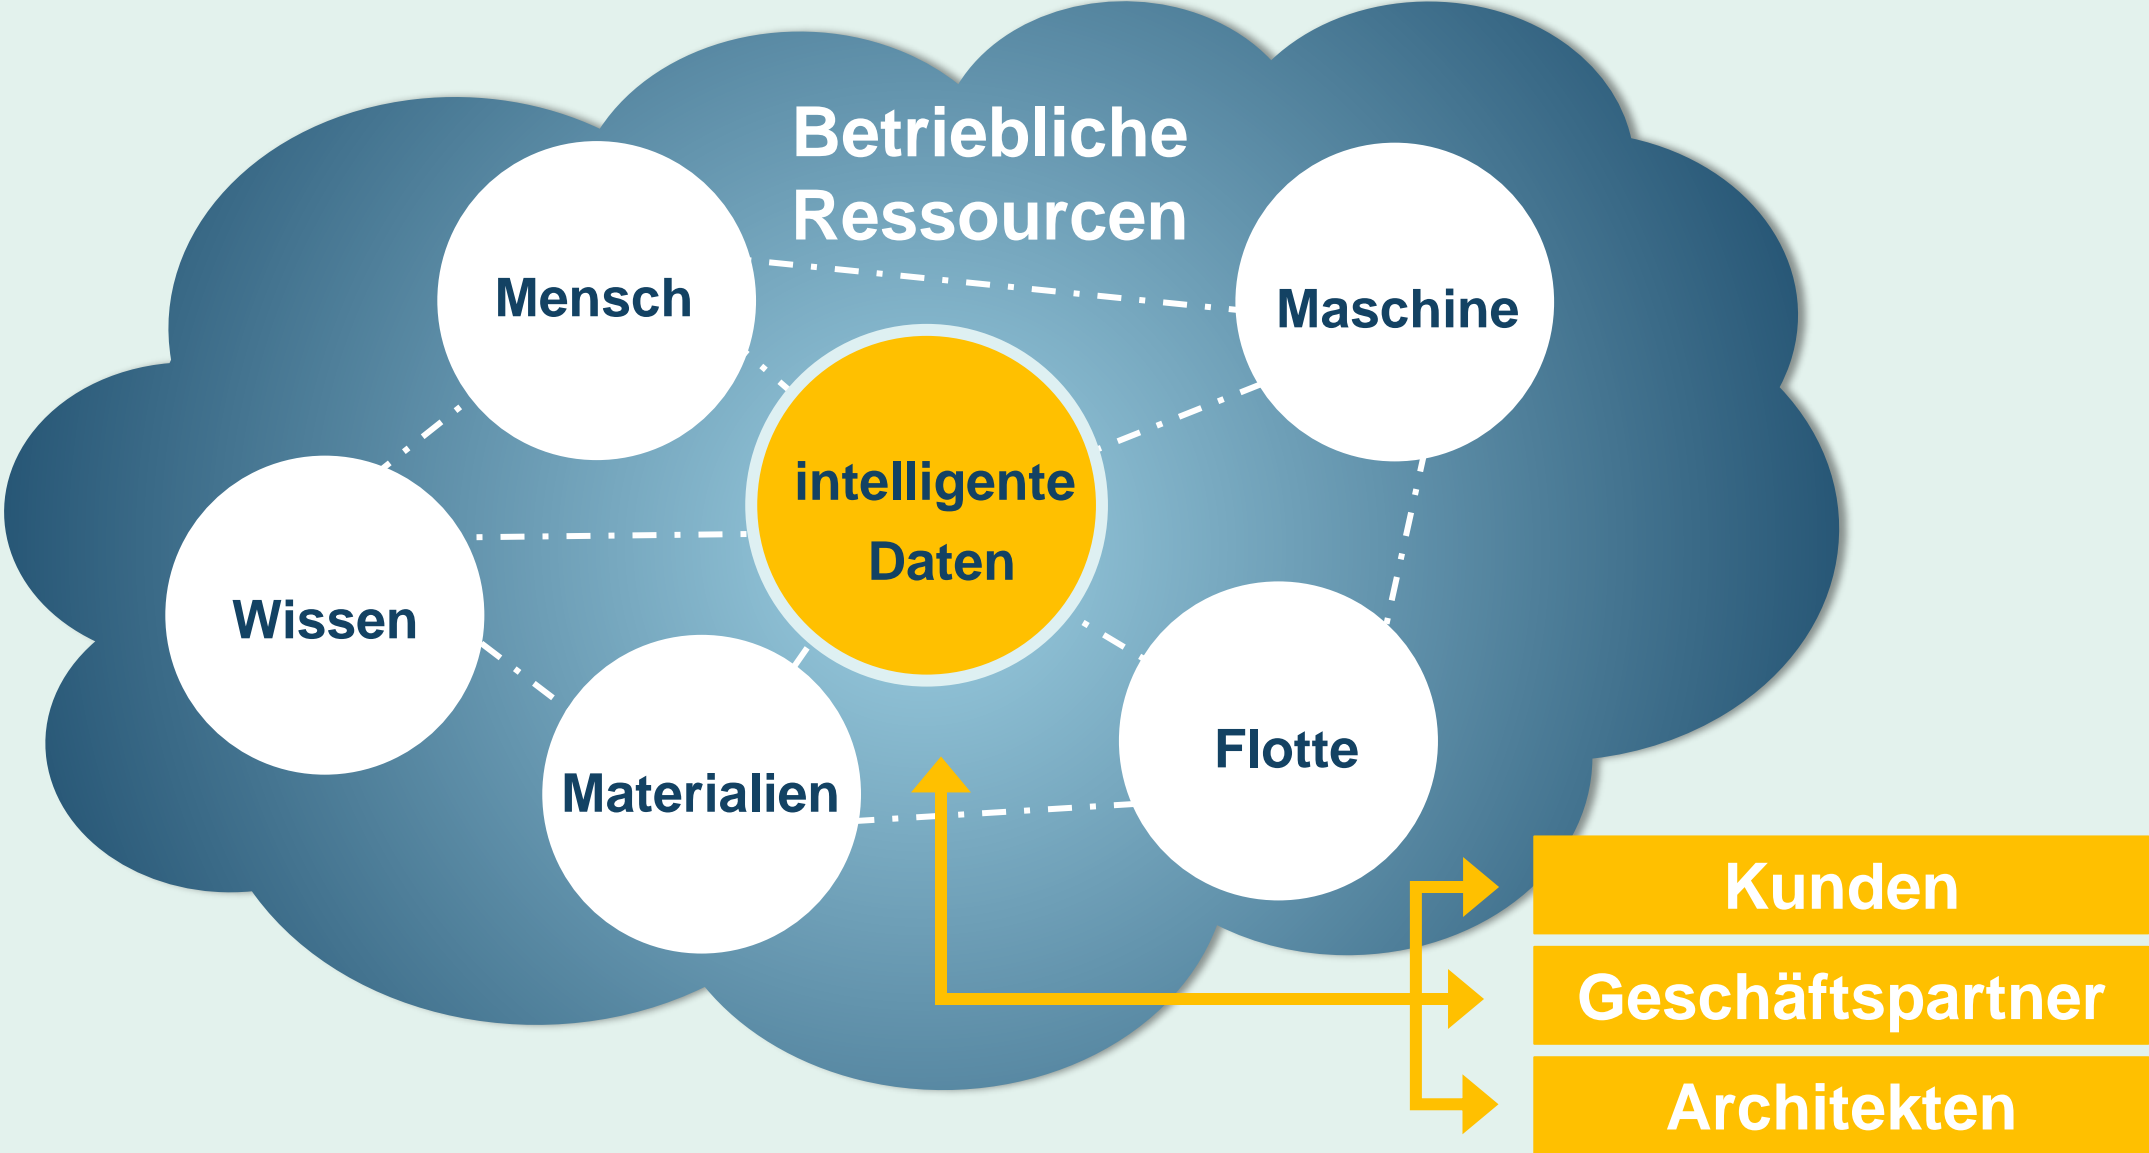 Betriebliche
Ressourcen
Mensch
Maschine
intelligente
Daten
Wissen
Materialien
Flotte
Kunden
Geschäftspartner
Architekten